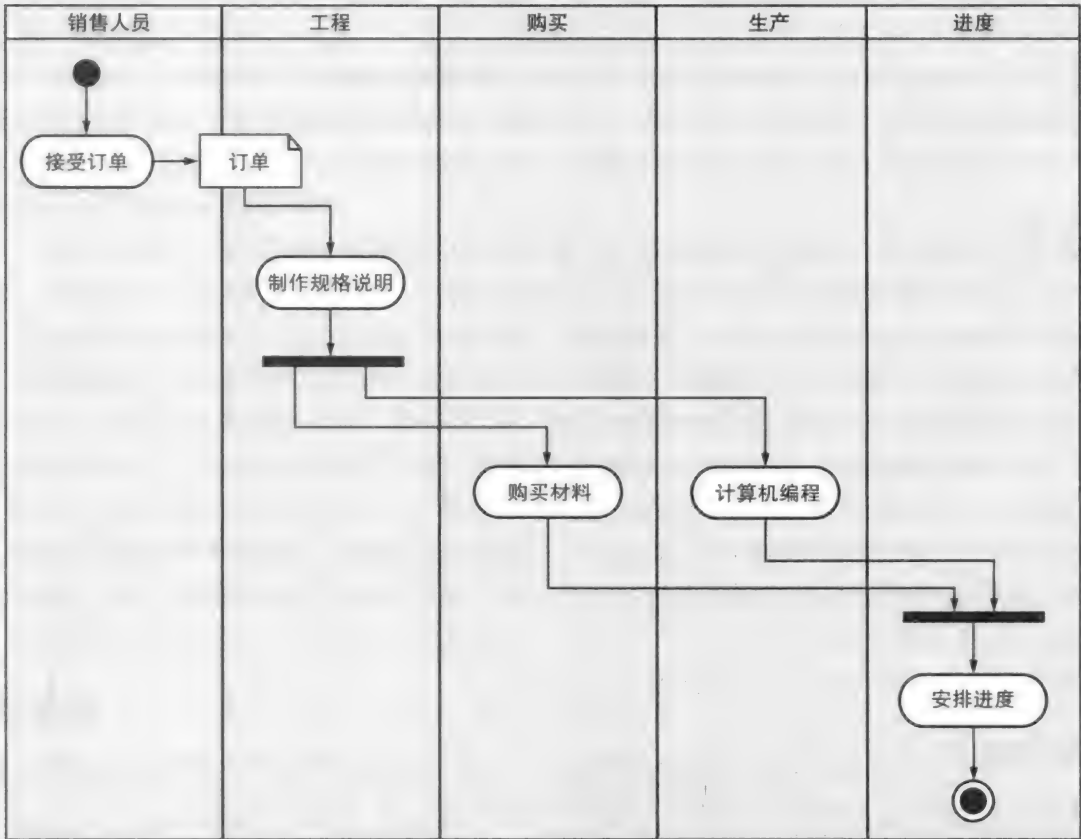 销售人员
工程
购买
生产
进度
接受订单
订单
制作规格说明
购买材料
计算机编程
安排进度